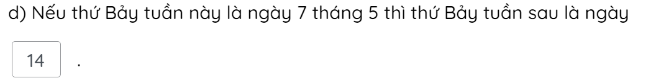 d) Nếu thứ Bảy tuần này là ngày 7 tháng 5 thì thứ Bảy tuần sau là ngày
14 .